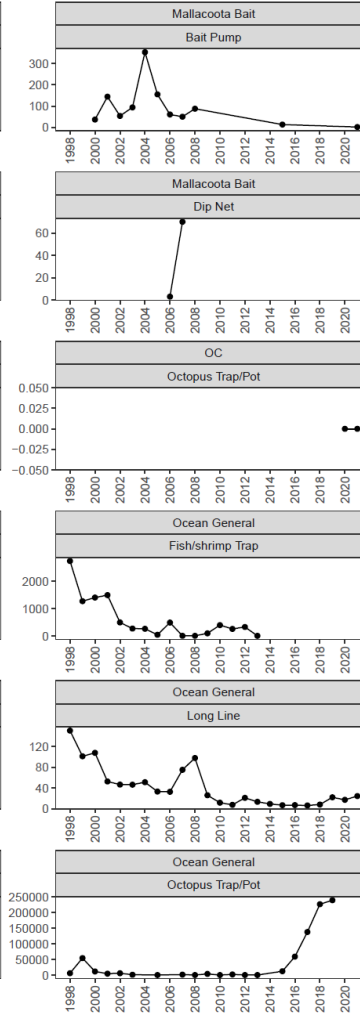 Mallacoota Bait
Bait Pump
300
200
100
0
1998 2000 2002 2004 2006 2008 2010 2012 2014 2016 2018 2020
Mallacoota Bait
Dip Net
60
40
20
0
1998 2000 2002 2004 2006 2008 2010 2012 2014 2016 2018 2020
OC
Octopus Trap/Pot
0.050
0.025
0.000
−0.025
−0.050
1998 2000 2002 2004 2006 2008 2010 2012 2014 2016 2018 2020
Ocean General
Fish/shrimp Trap
2000
1000
0
1998 2000 2002 2004 2006 2008 2010 2012 2014 2016 2018 2020
Ocean General
Long Line
120
80
40
0
1998 2000 2002 2004 2006 2008 2010 2012 2014 2016 2018 2020
Ocean General
Octopus Trap/Pot
250000
200000
150000
100000
50000
0
1998 2000 2002 2004 2006 2008 2010 2012 2014 2016 2018 2020